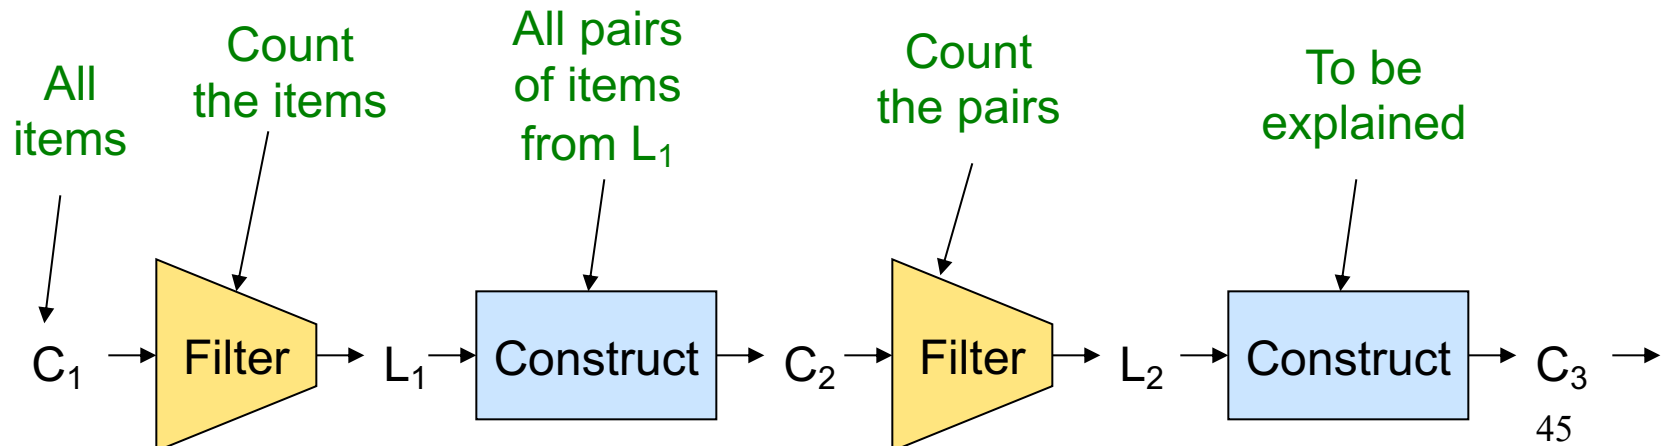 All
items
Count
the items
All pairs
of items
from L₁
Count
the pairs
To be
explained
C₁
Filter
L₁
Construct
C₂
Filter
L₂
Construct
C₃
45